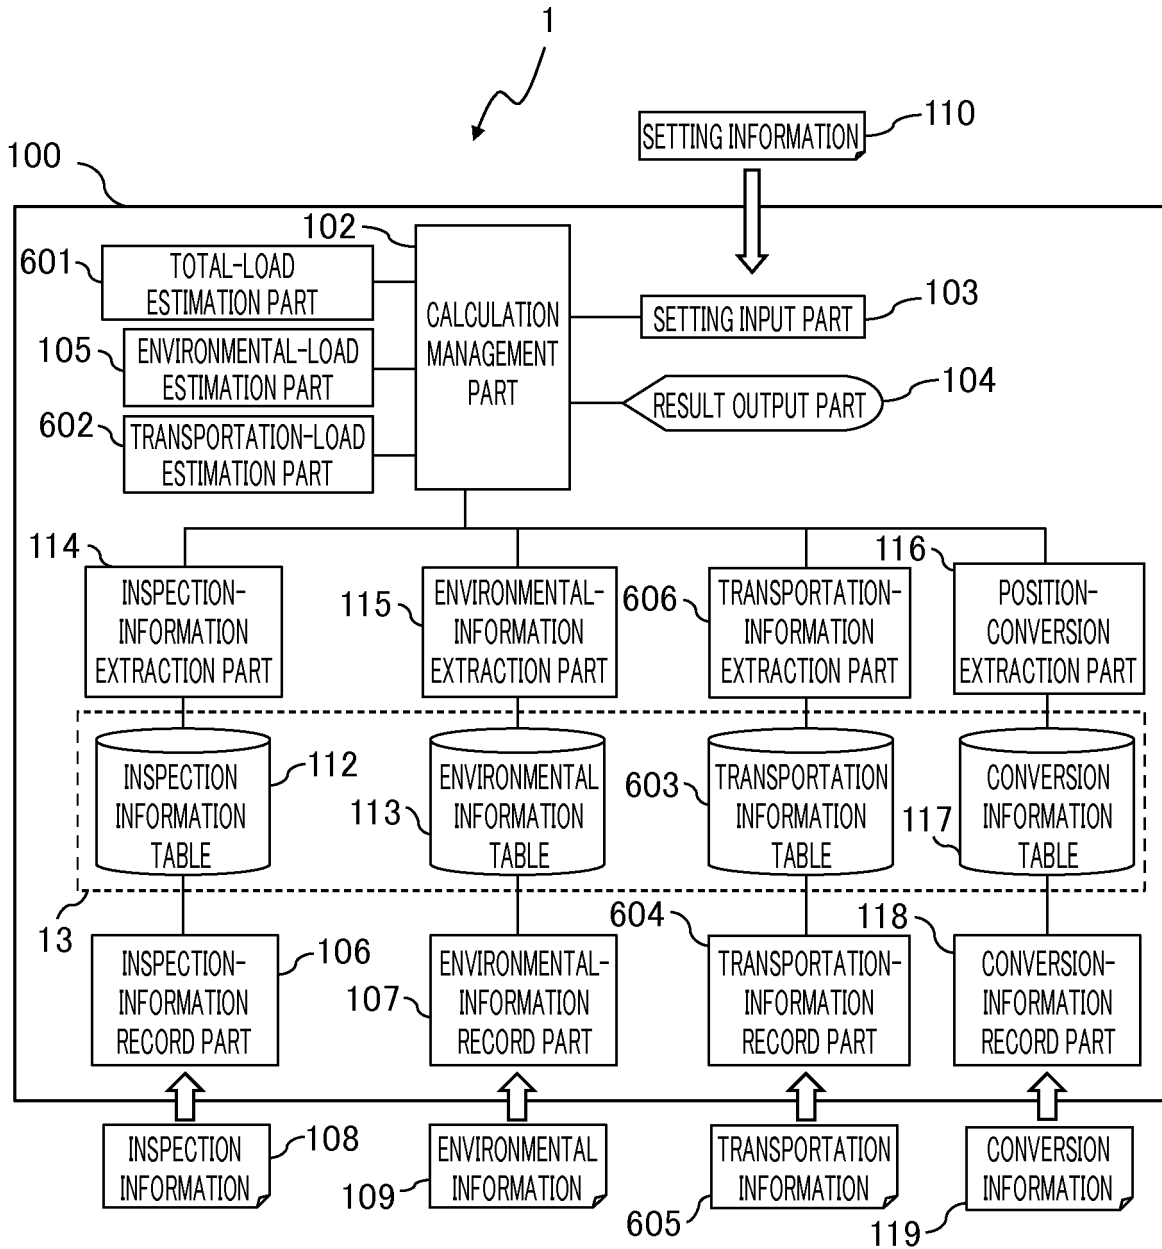 1
SETTING INFORMATION
110
100
102
601
TOTAL-LOAD
ESTIMATION PART
105
ENVIRONMENTAL-LOAD
ESTIMATION PART
602
TRANSPORTATION-LOAD
ESTIMATION PART
CALCULATION
MANAGEMENT
PART
SETTING INPUT PART
103
RESULT OUTPUT PART
104
114
INSPECTION-
INFORMATION
EXTRACTION PART
115
ENVIRONMENTAL-
INFORMATION
EXTRACTION PART
606
TRANSPORTATION-
INFORMATION
EXTRACTION PART
116
POSITION-
CONVERSION
EXTRACTION PART
INSPECTION
INFORMATION
TABLE
112
113
ENVIRONMENTAL
INFORMATION
TABLE
603
TRANSPORTATION
INFORMATION
TABLE
117
CONVERSION
INFORMATION
TABLE
13
INSPECTION-
INFORMATION
RECORD PART
106
107
ENVIRONMENTAL-
INFORMATION
RECORD PART
604
TRANSPORTATION-
INFORMATION
RECORD PART
118
CONVERSION-
INFORMATION
RECORD PART
INSPECTION
INFORMATION
108
109
ENVIRONMENTAL
INFORMATION
605
TRANSPORTATION
INFORMATION
119
CONVERSION
INFORMATION